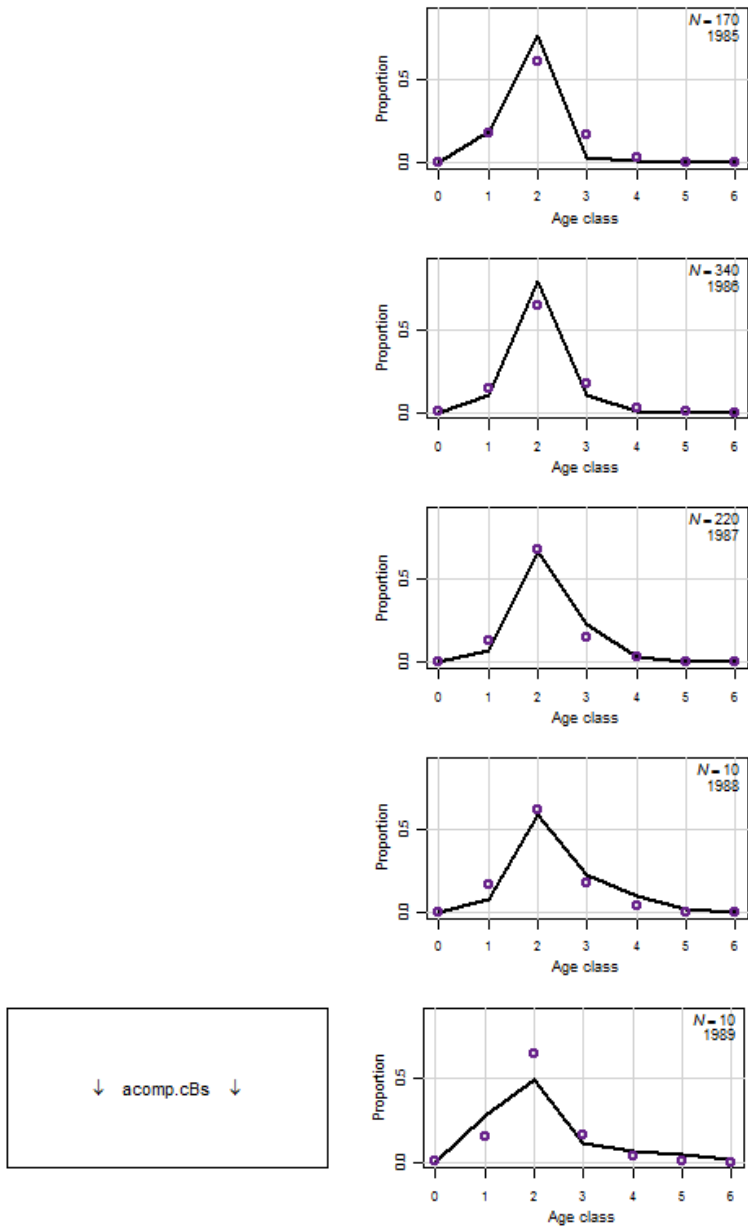 N = 170
1985
Proportion
0.5
0.0
0 1 2 3 4 5 6
Age class
N = 340
1986
Proportion
0.5
0.0
0 1 2 3 4 5 6
Age class
N = 220
1987
Proportion
0.5
0.0
0 1 2 3 4 5 6
Age class
N = 10
1988
Proportion
0.5
0.0
0 1 2 3 4 5 6
Age class
↓ acomp.cBs ↓
N = 10
1989
Proportion
0.5
0.0
0 1 2 3 4 5 6
Age class